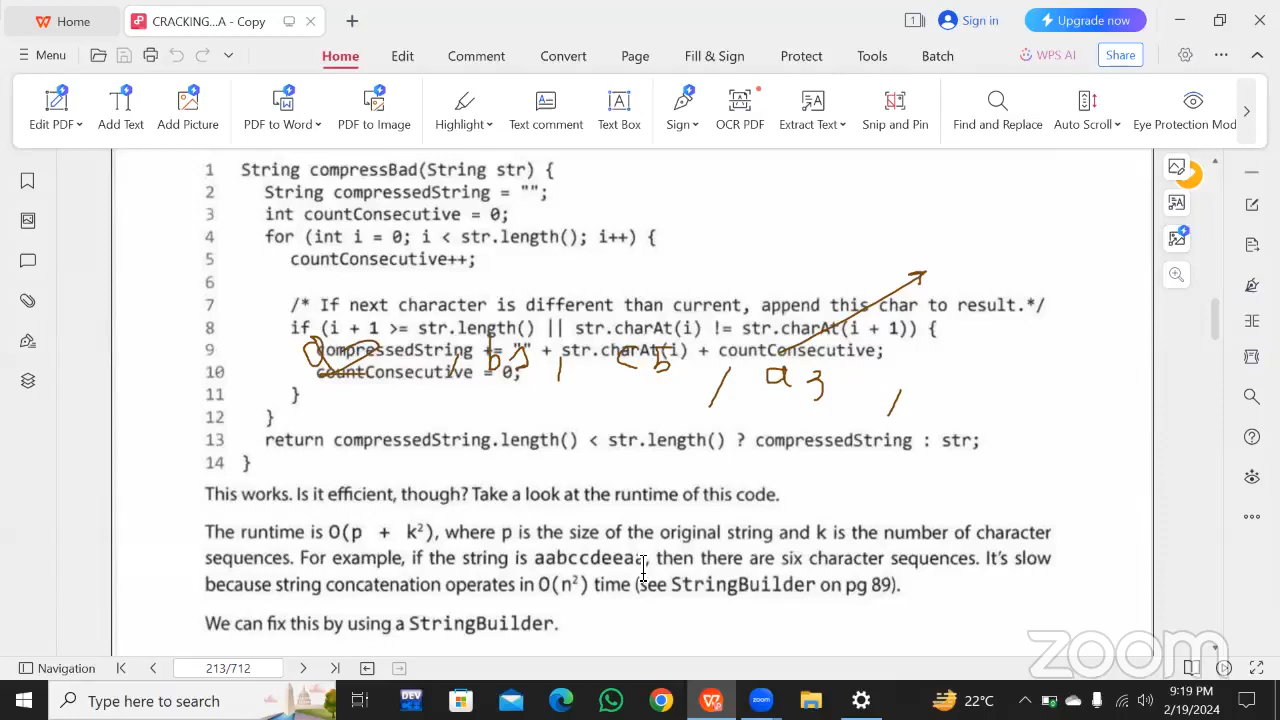 Home
CRACKING...A - Copy
Sign in
Upgrade now
Menu
Home
Edit
Comment
Convert
Page
Fill & Sign
Protect
Tools
Batch
WPS AI
Share
Edit PDF
Add Text
Add Picture
PDF to Word
PDF to Image
Highlight
Text comment
Text Box
Sign
OCR PDF
Extract Text
Snip and Pin
Find and Replace
Auto Scroll
Eye Protection Mod
1 String compressBad(String str) {
2 String compressedString = "";
3 int countConsecutive = 0;
4 for (int i = 0; i < str.length(); i++) {
5 countConsecutive++;
6
7 /* If next character is different than current, append this char to result.*/
8 if (i + 1 >= str.length() || str.charAt(i) != str.charAt(i + 1)) {
9 compressedString += "" + str.charAt(i) + countConsecutive;
10 countConsecutive = 0;
11 }
12 }
13 return compressedString.length() < str.length() ? compressedString : str;
14 }
a 3
This works. Is it efficient, though? Take a look at the runtime of this code.
The runtime is O(p + k²), where p is the size of the original string and k is the number of character
sequences. For example, if the string is aabccdeeaa, then there are six character sequences. It's slow
because string concatenation operates in O(n²) time (see StringBuilder on pg 89).
We can fix this by using a StringBuilder.
zoom
Navigation
213/712
Type here to search
DEV
22°C
9:19 PM
2/19/2024